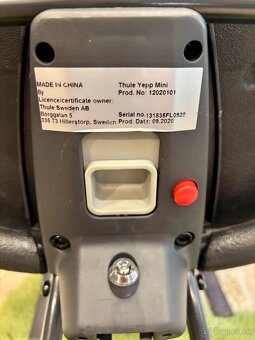 MADE IN CHINA
By
Licence/certificate owner:
Thule Sweden AB
Borggatan 5
335 73 Hillerstorp, Sweden
Thule Yepp Mini
Prod. No: 12020101
Serial no.:131835FL0920
Prod Date: 09.2020